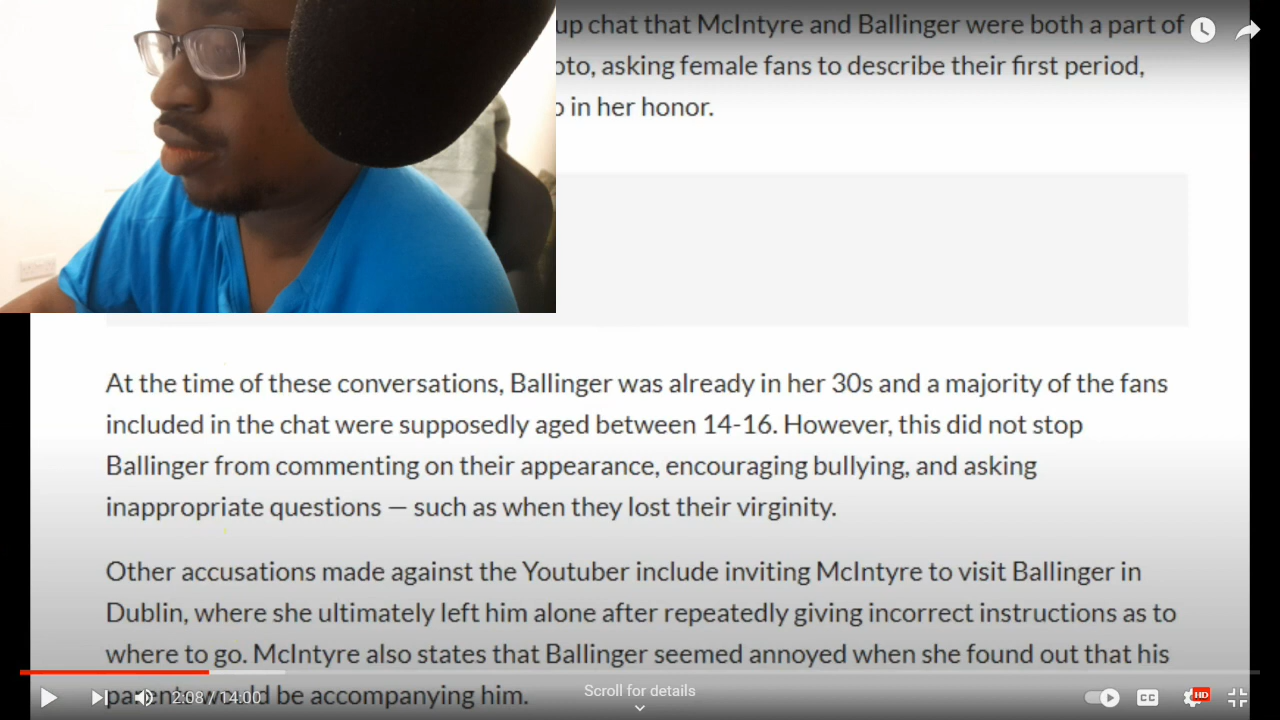 up chat that McIntyre and Ballinger were both a part of
oto, asking female fans to describe their first period,
in her honor.
At the time of these conversations, Ballinger was already in her 30s and a majority of the fans
included in the chat were supposedly aged between 14-16. However, this did not stop
Ballinger from commenting on their appearance, encouraging bullying, and asking
inappropriate questions — such as when they lost their virginity.
Other accusations made against the Youtuber include inviting McIntyre to visit Ballinger in
Dublin, where she ultimately left him alone after repeatedly giving incorrect instructions as to
where to go. McIntyre also states that Ballinger seemed annoyed when she found out that his
parents would be accompanying him.
2:08 / 14:00
Scroll for details
CC
HD